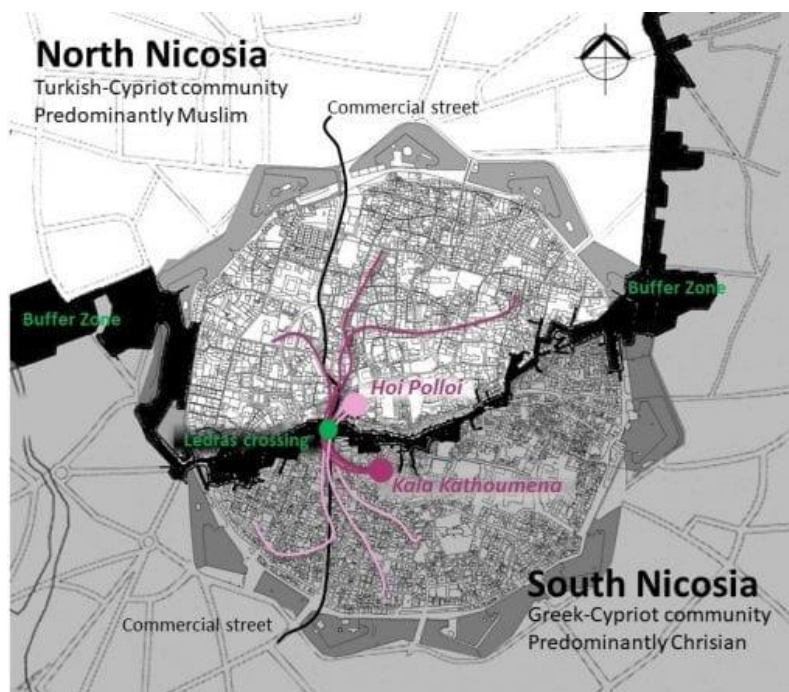 North Nicosia
Turkish-Cypriot community
Predominantly Muslim
Commercial street
Buffer Zone
Buffer Zone
Hoi Polloi
Ledras crossing
Kala Kathoumena
South Nicosia
Greek-Cypriot community
Predominantly Chrisian
Commercial street